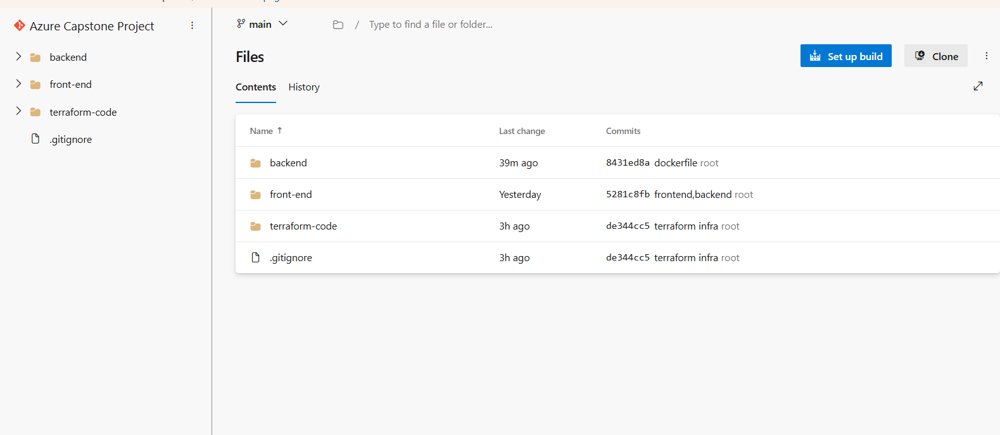 Azure Capstone Project
backend
front-end
terraform-code
.gitignore
main
/ Type to find a file or folder...
Files
Set up build
Clone
Contents History
Name ↑ Last change Commits
backend 39m ago 8431ed8a dockerfile root
front-end Yesterday 5281c8fb frontend,backend root
terraform-code 3h ago de344cc5 terraform infra root
.gitignore 3h ago de344cc5 terraform infra root